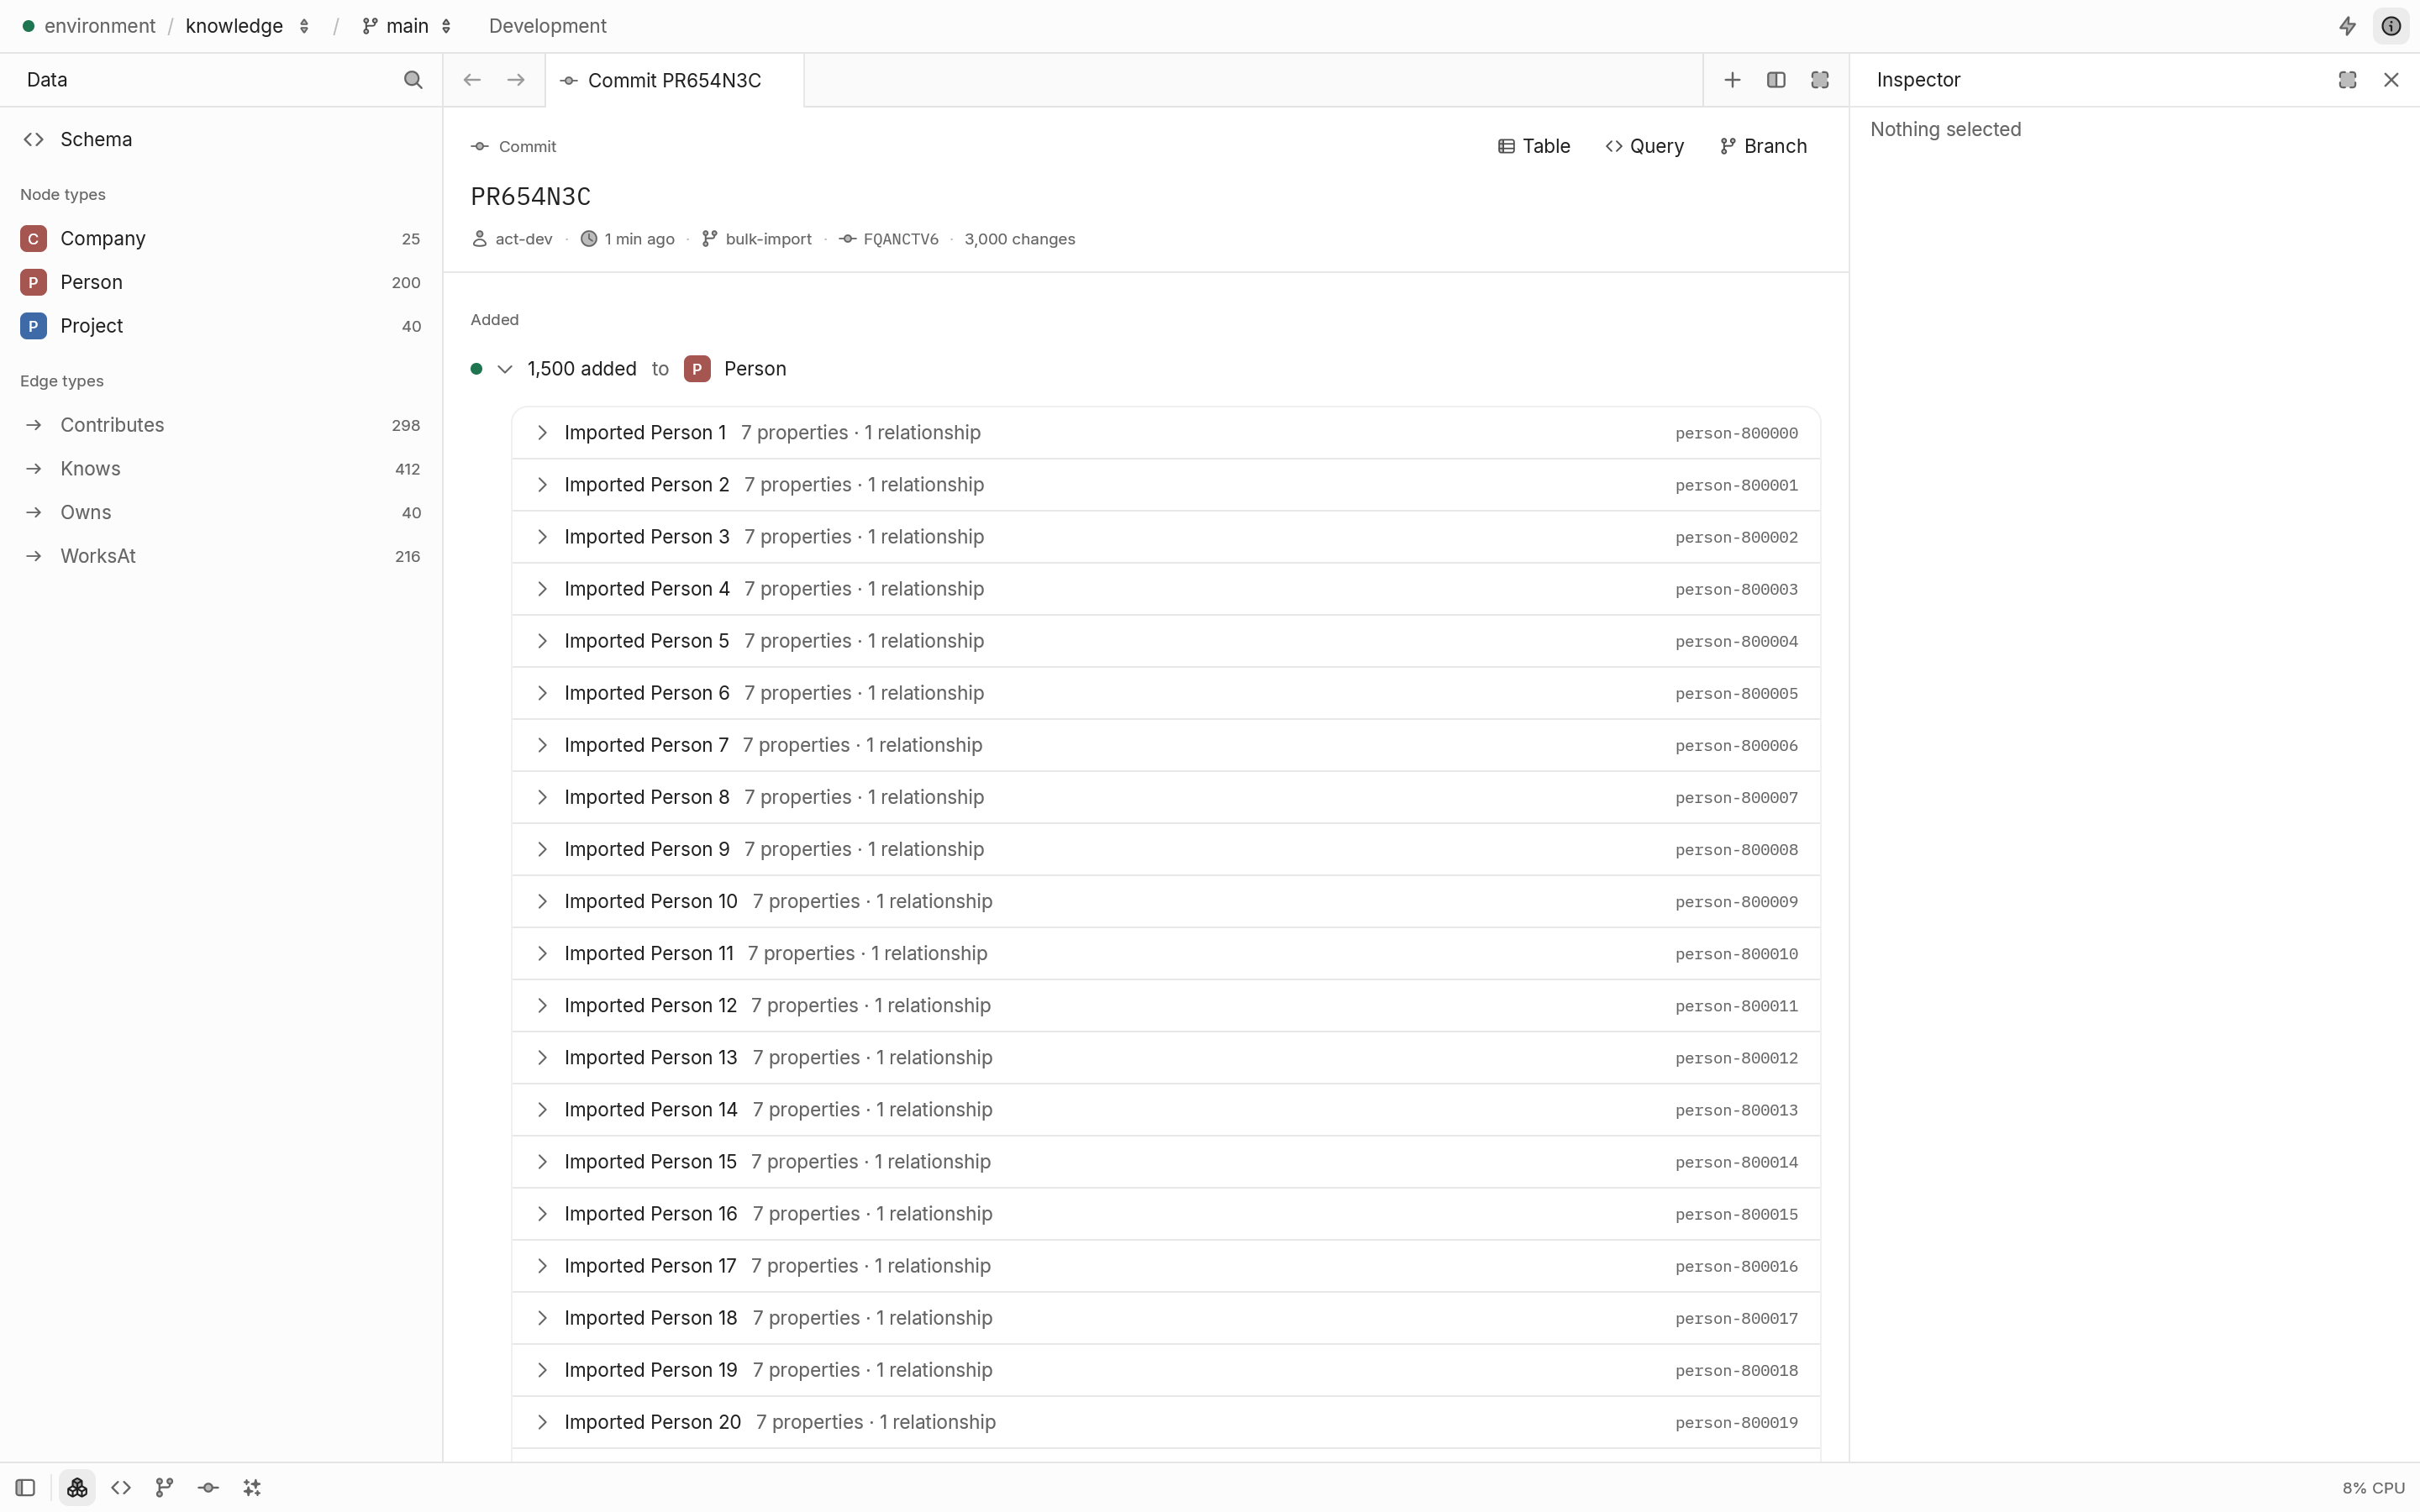 environment / knowledge / main Development
Data
Commit PR654N3C
Inspector
Schema
Node types
C Company 25
P Person 200
P Project 40
Edge types
Contributes 298
Knows 412
Owns 40
WorksAt 216
Commit
Table Query Branch
PR654N3C
act-dev · 1 min ago · bulk-import · FQANCTV6 · 3,000 changes
Added
1,500 added to P Person
Imported Person 1 7 properties · 1 relationship person-800000
Imported Person 2 7 properties · 1 relationship person-800001
Imported Person 3 7 properties · 1 relationship person-800002
Imported Person 4 7 properties · 1 relationship person-800003
Imported Person 5 7 properties · 1 relationship person-800004
Imported Person 6 7 properties · 1 relationship person-800005
Imported Person 7 7 properties · 1 relationship person-800006
Imported Person 8 7 properties · 1 relationship person-800007
Imported Person 9 7 properties · 1 relationship person-800008
Imported Person 10 7 properties · 1 relationship person-800009
Imported Person 11 7 properties · 1 relationship person-800010
Imported Person 12 7 properties · 1 relationship person-800011
Imported Person 13 7 properties · 1 relationship person-800012
Imported Person 14 7 properties · 1 relationship person-800013
Imported Person 15 7 properties · 1 relationship person-800014
Imported Person 16 7 properties · 1 relationship person-800015
Imported Person 17 7 properties · 1 relationship person-800016
Imported Person 18 7 properties · 1 relationship person-800017
Imported Person 19 7 properties · 1 relationship person-800018
Imported Person 20 7 properties · 1 relationship person-800019
Nothing selected
8% CPU